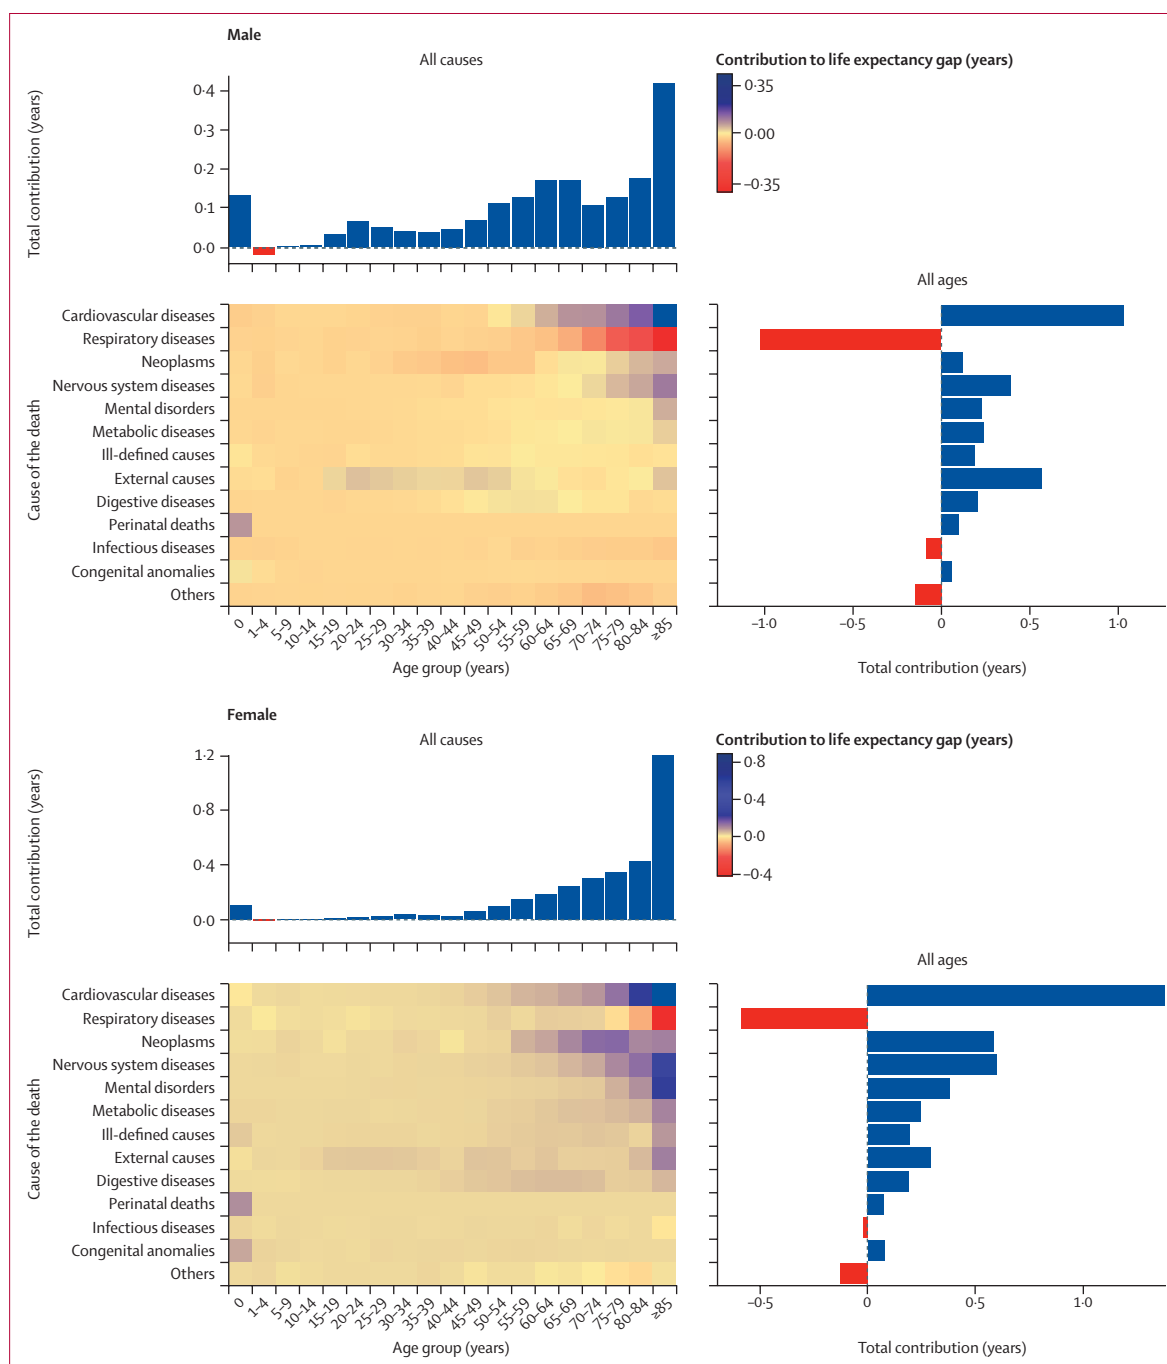 Male
All causes
Contribution to life expectancy gap (years)
Total contribution (years)
0·4
0·3
0·2
0·1
0·0
0·35
0·00
–0·35
All ages
Cause of the death
Cardiovascular diseases
Respiratory diseases
Neoplasms
Nervous system diseases
Mental disorders
Metabolic diseases
Ill-defined causes
External causes
Digestive diseases
Perinatal deaths
Infectious diseases
Congenital anomalies
Others
0 1–4 5–9 10–14 15–19 20–24 25–29 30–34 35–39 40–44 45–49 50–54 55–59 60–64 65–69 70–74 75–79 80–84 ≥85
Age group (years)
–1·0 –0·5 0 0·5 1·0
Total contribution (years)
Female
All causes
Contribution to life expectancy gap (years)
Total contribution (years)
1·2
0·8
0·4
0·0
0·8
0·4
0·0
–0·4
All ages
Cause of the death
Cardiovascular diseases
Respiratory diseases
Neoplasms
Nervous system diseases
Mental disorders
Metabolic diseases
Ill-defined causes
External causes
Digestive diseases
Perinatal deaths
Infectious diseases
Congenital anomalies
Others
0 1–4 5–9 10–14 15–19 20–24 25–29 30–34 35–39 40–44 45–49 50–54 55–59 60–64 65–69 70–74 75–79 80–84 ≥85
Age group (years)
–0·5 0 0·5 1·0
Total contribution (years)